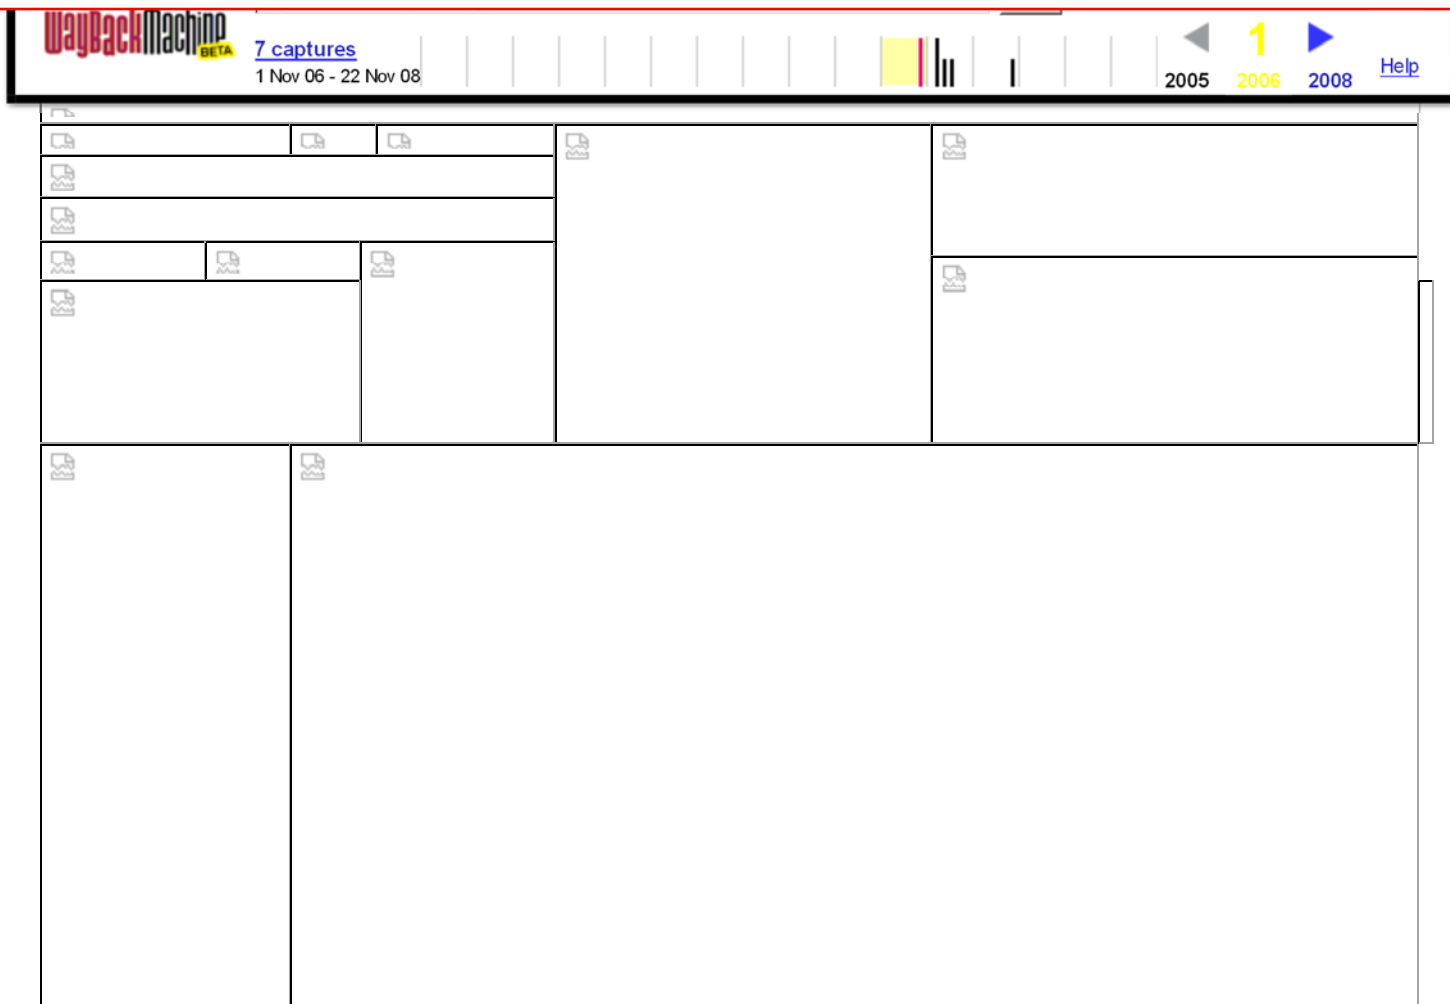 WayBackMachine
BETA
7 captures
1 Nov 06 - 22 Nov 08
1
2005 2006 2008
Help